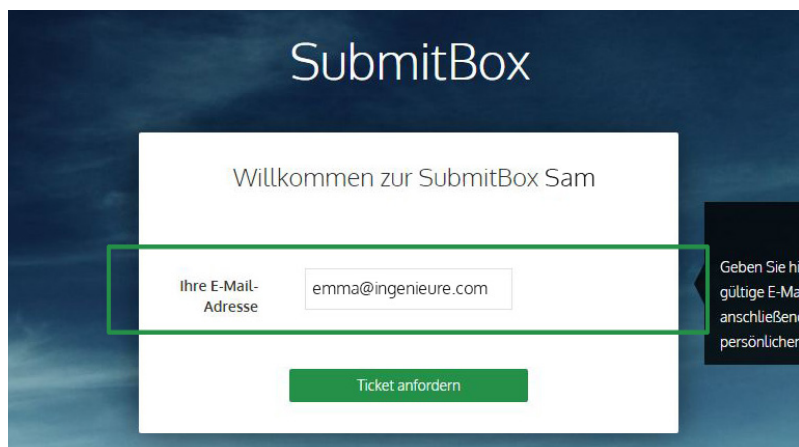 SubmitBox
Willkommen zur SubmitBox Sam
Ihre E-Mail-
Adresse
emma@ingenieure.com
Geben Sie hi
gültige E-Ma
anschließend
persönlichen
Ticket anfordern